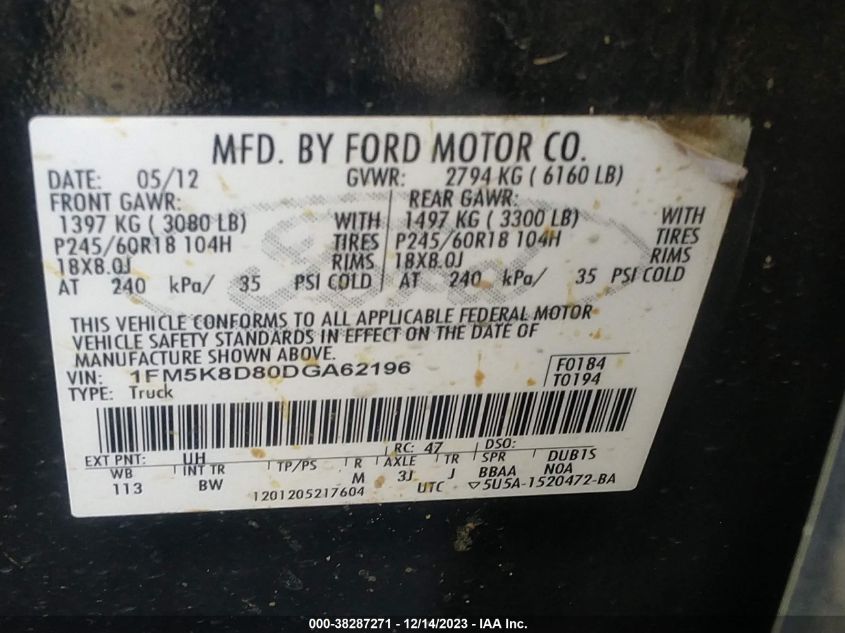 MFD. BY FORD MOTOR CO.
DATE: 05/12 GVWR: 2794 KG ( 6160 LB)
FRONT GAWR: REAR GAWR:
1397 KG ( 3080 LB) WITH 1497 KG ( 3300 LB) WITH
P245/60R18 104H TIRES P245/60R18 104H TIRES
18X8.0J RIMS 18X8.0J RIMS
AT 240 kPa/ 35 PSI COLD AT 240 kPa/ 35 PSI COLD
THIS VEHICLE CONFORMS TO ALL APPLICABLE FEDERAL MOTOR
VEHICLE SAFETY STANDARDS IN EFFECT ON THE DATE OF
MANUFACTURE SHOWN ABOVE.
VIN: 1FM5K8D80DGA62196 F0184
TYPE: Truck T0194
EXT PNT: UH RC: 47 DSO:
WB INT TR TP/PS R AXLE TR SPR DUB1S
113 BW M 3J J BBAA N0A
1201205217604 UTC ▽5U5A-1520472-BA
Ford
000-38287271 - 12/14/2023 - IAA Inc.